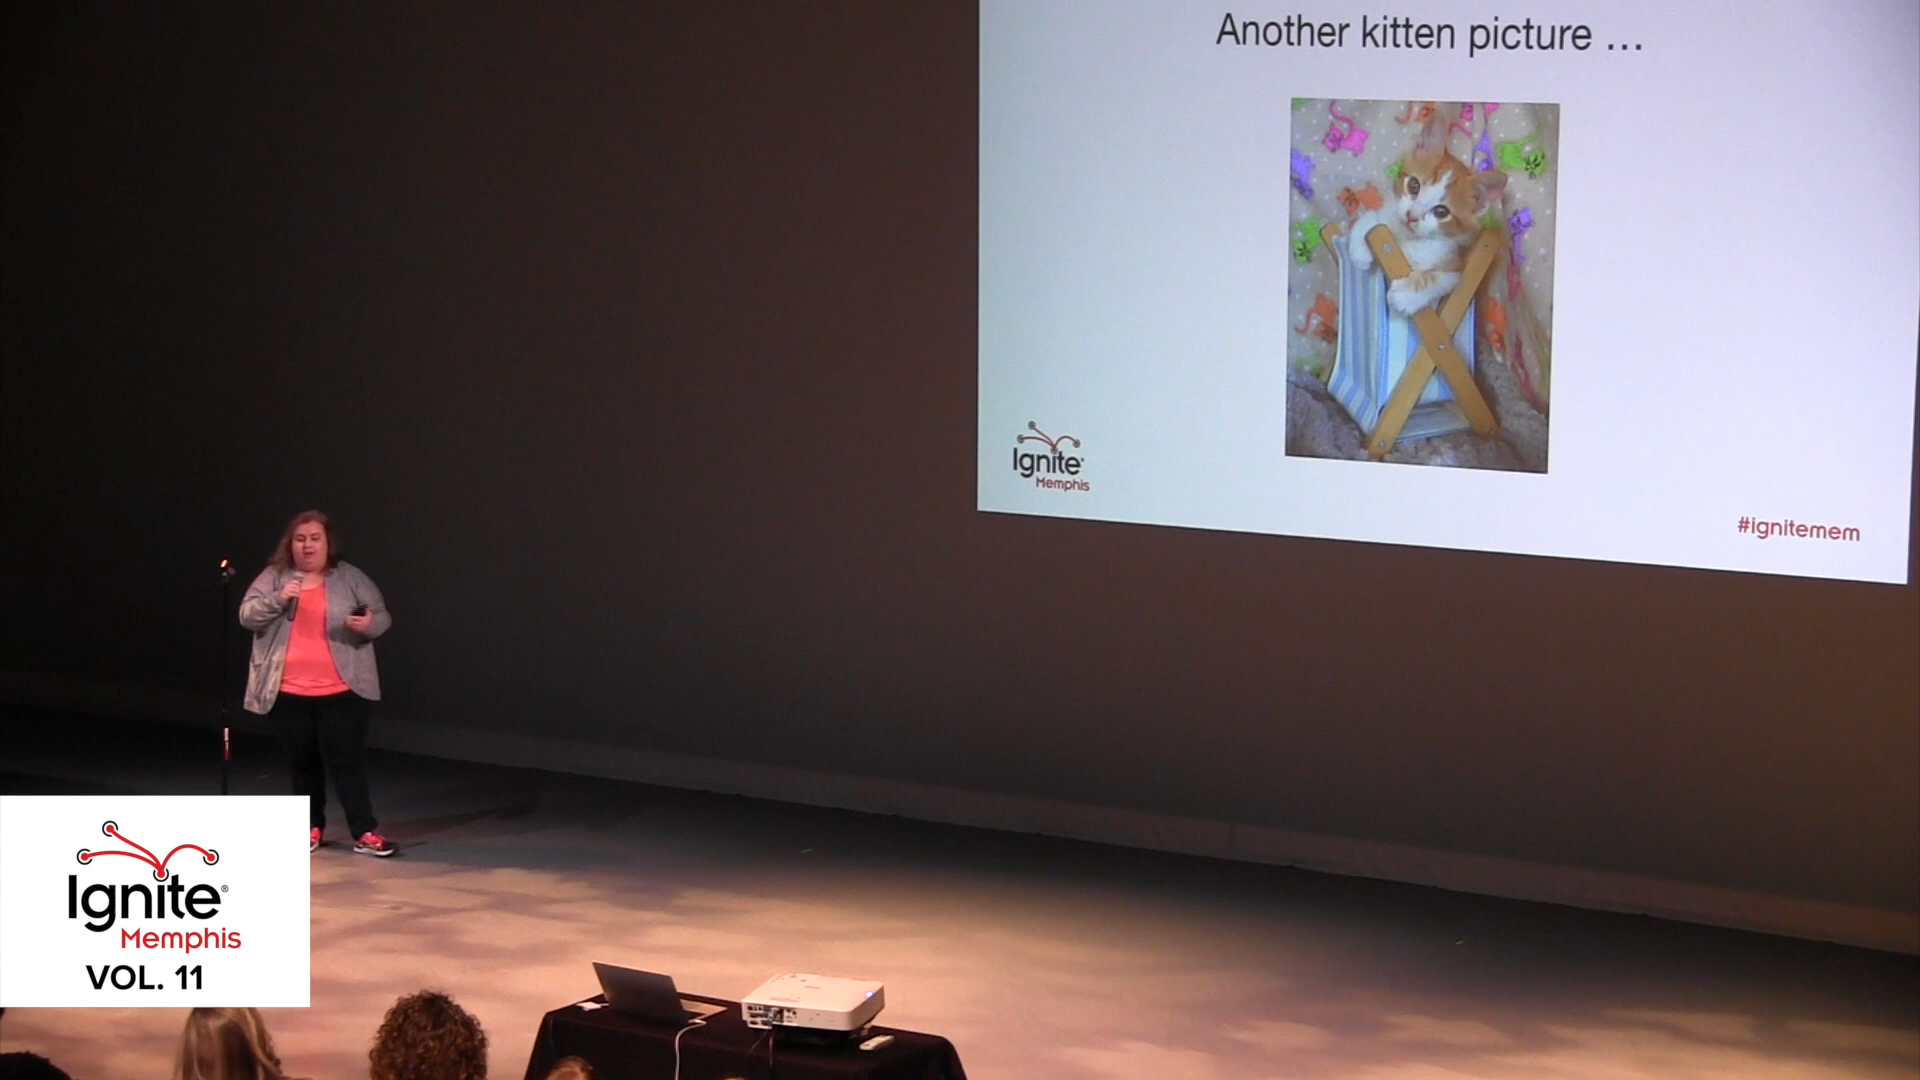 Another kitten picture ...
Ignite
Memphis
#ignitemem
Ignite®
Memphis
VOL. 11